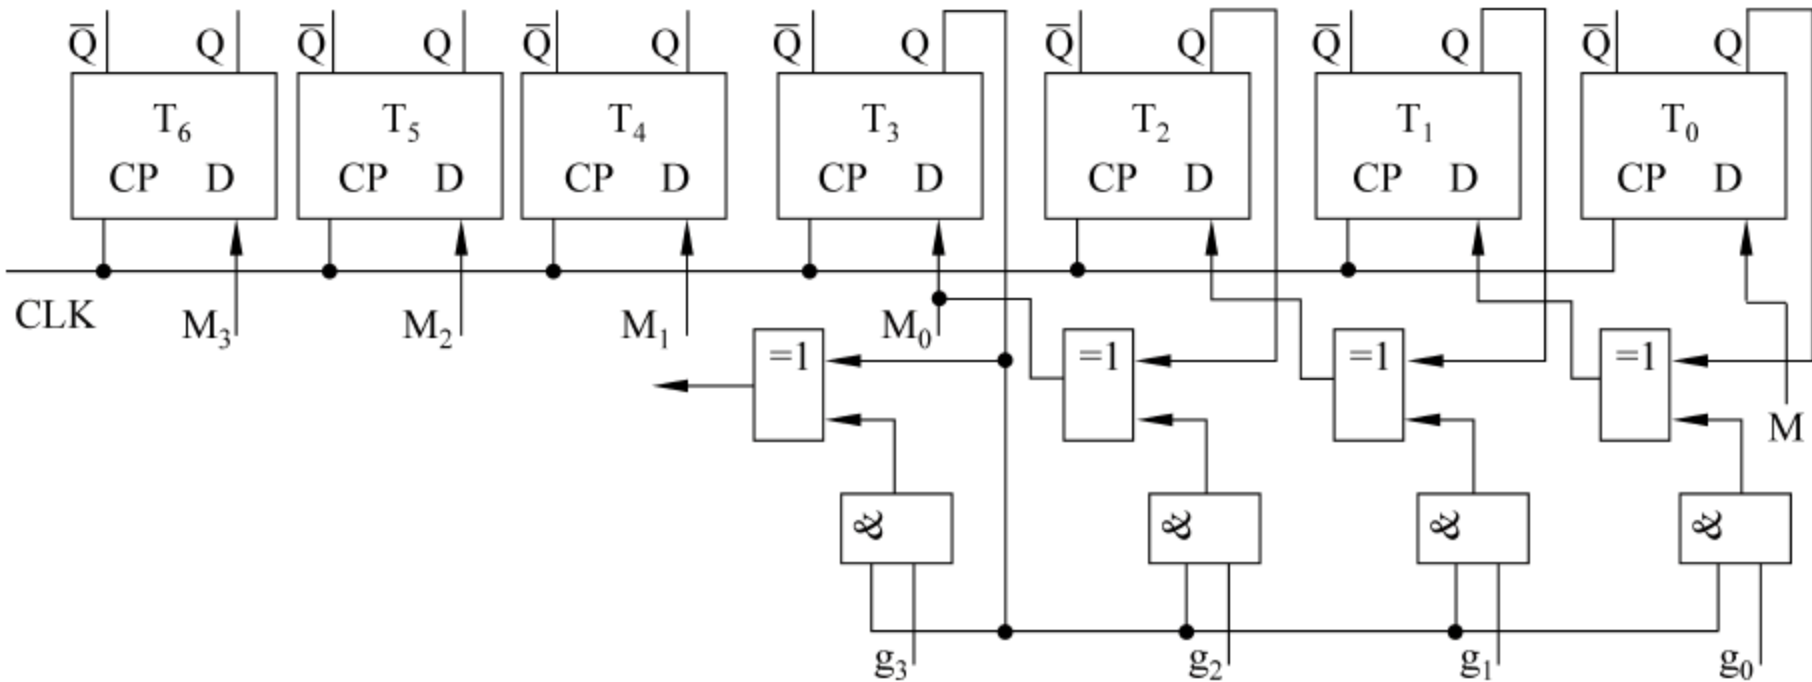 Q̅ Q Q̅ Q Q̅ Q Q̅ Q Q̅ Q Q̅ Q Q̅ Q
T₆ T₅ T₄ T₃ T₂ T₁ T₀
CP D CP D CP D CP D CP D CP D CP D
CLK M₃ M₂ M₁ M₀
=1 =1 =1 =1
M
& & & &
g₃ g₂ g₁ g₀